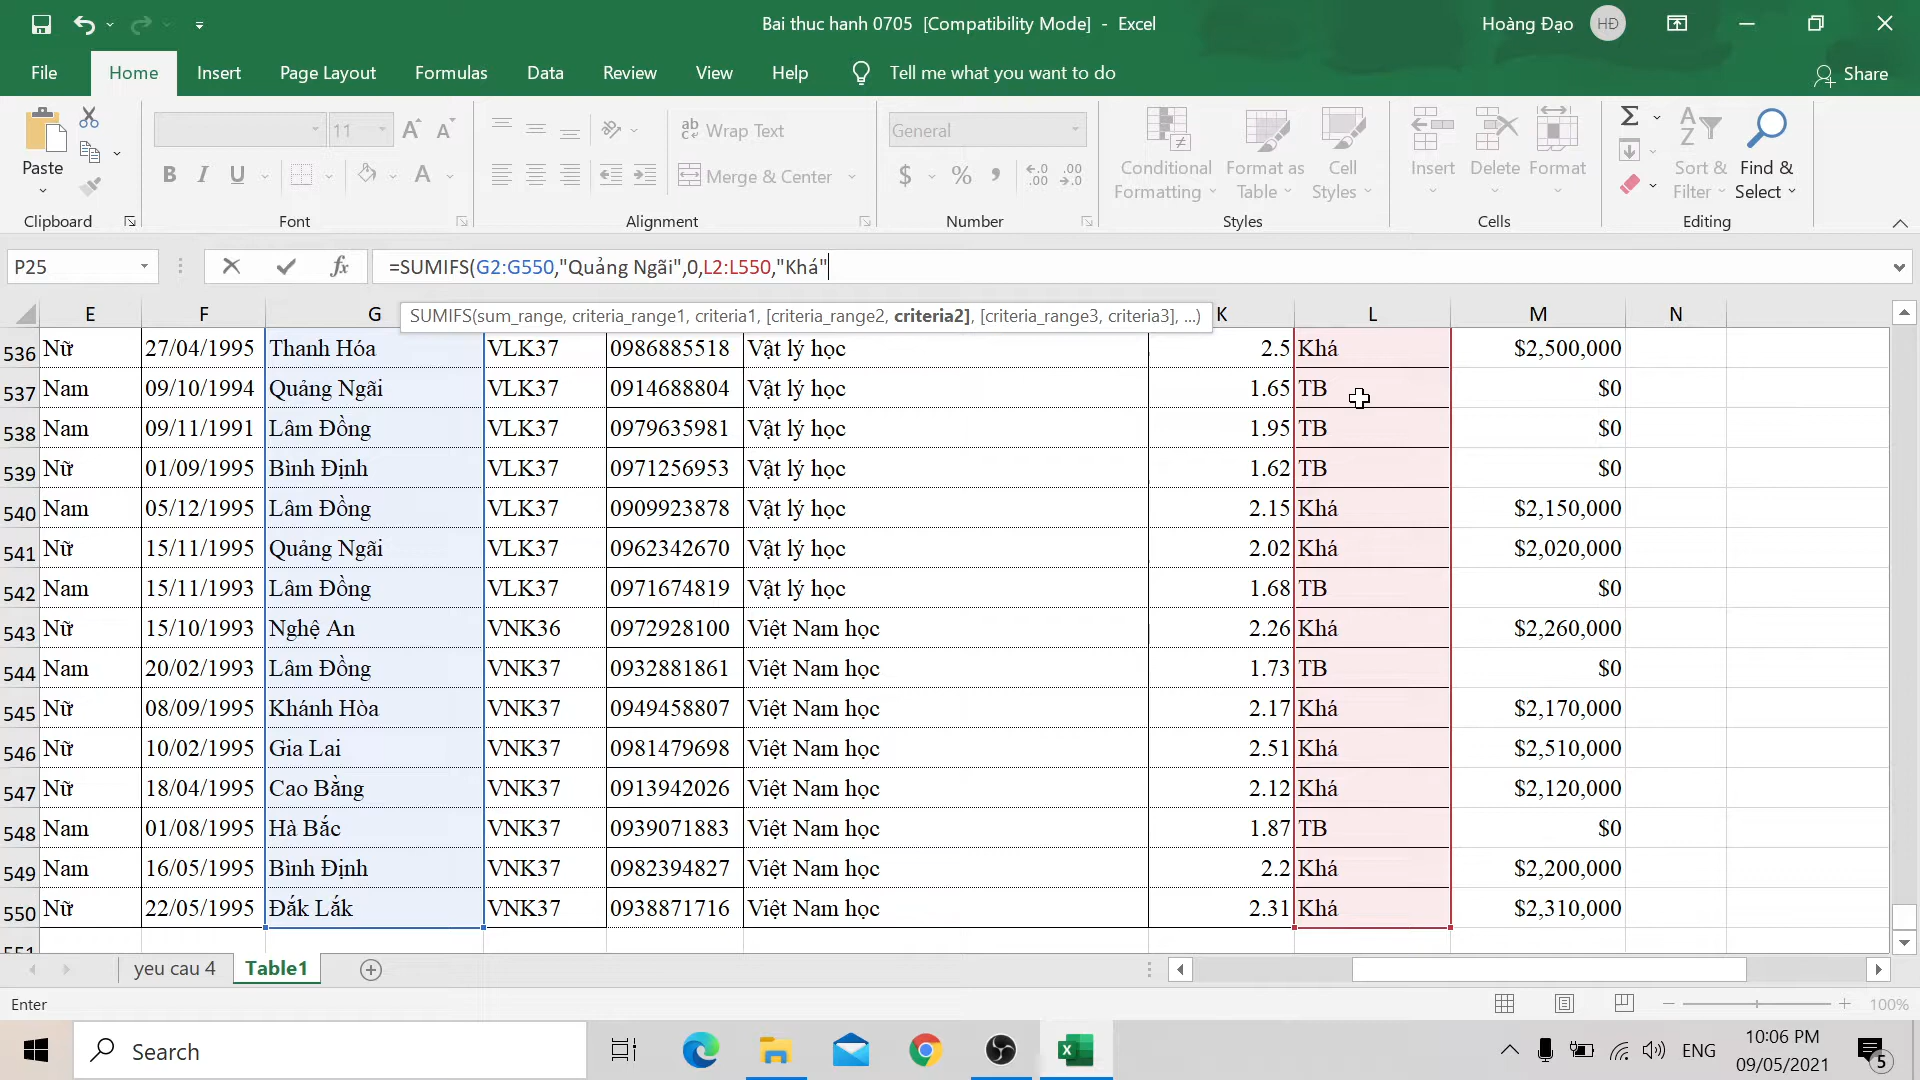 Bai thuc hanh 0705 [Compatibility Mode] - Excel
Hoàng Đạo HĐ
File Home Insert Page Layout Formulas Data Review View Help Tell me what you want to do Share
Paste
Clipboard
11
B I U A
Font
ab Wrap Text
Merge & Center
Alignment
General
$ % ,
Number
Conditional Formatting
Format as Table
Cell Styles
Styles
Insert Delete Format
Cells
Sort & Filter
Find & Select
Editing
P25 fx =SUMIFS(G2:G550,"Quảng Ngãi",0,L2:L550,"Khá"
SUMIFS(sum_range, criteria_range1, criteria1, [criteria_range2, criteria2], [criteria_range3, criteria3], ...)
E F G K L M N
536 Nữ 27/04/1995 Thanh Hóa VLK37 0986885518 Vật lý học 2.5 Khá $2,500,000
537 Nam 09/10/1994 Quảng Ngãi VLK37 0914688804 Vật lý học 1.65 TB $0
538 Nam 09/11/1991 Lâm Đồng VLK37 0979635981 Vật lý học 1.95 TB $0
539 Nữ 01/09/1995 Bình Định VLK37 0971256953 Vật lý học 1.62 TB $0
540 Nam 05/12/1995 Lâm Đồng VLK37 0909923878 Vật lý học 2.15 Khá $2,150,000
541 Nữ 15/11/1995 Quảng Ngãi VLK37 0962342670 Vật lý học 2.02 Khá $2,020,000
542 Nam 15/11/1993 Lâm Đồng VLK37 0971674819 Vật lý học 1.68 TB $0
543 Nữ 15/10/1993 Nghệ An VNK36 0972928100 Việt Nam học 2.26 Khá $2,260,000
544 Nam 20/02/1993 Lâm Đồng VNK37 0932881861 Việt Nam học 1.73 TB $0
545 Nữ 08/09/1995 Khánh Hòa VNK37 0949458807 Việt Nam học 2.17 Khá $2,170,000
546 Nữ 10/02/1995 Gia Lai VNK37 0981479698 Việt Nam học 2.51 Khá $2,510,000
547 Nữ 18/04/1995 Cao Bằng VNK37 0913942026 Việt Nam học 2.12 Khá $2,120,000
548 Nam 01/08/1995 Hà Bắc VNK37 0939071883 Việt Nam học 1.87 TB $0
549 Nam 16/05/1995 Bình Định VNK37 0982394827 Việt Nam học 2.2 Khá $2,200,000
550 Nữ 22/05/1995 Đắk Lắk VNK37 0938871716 Việt Nam học 2.31 Khá $2,310,000
551
yeu cau 4 Table1
Enter
100%
Search
ENG
10:06 PM
09/05/2021
5